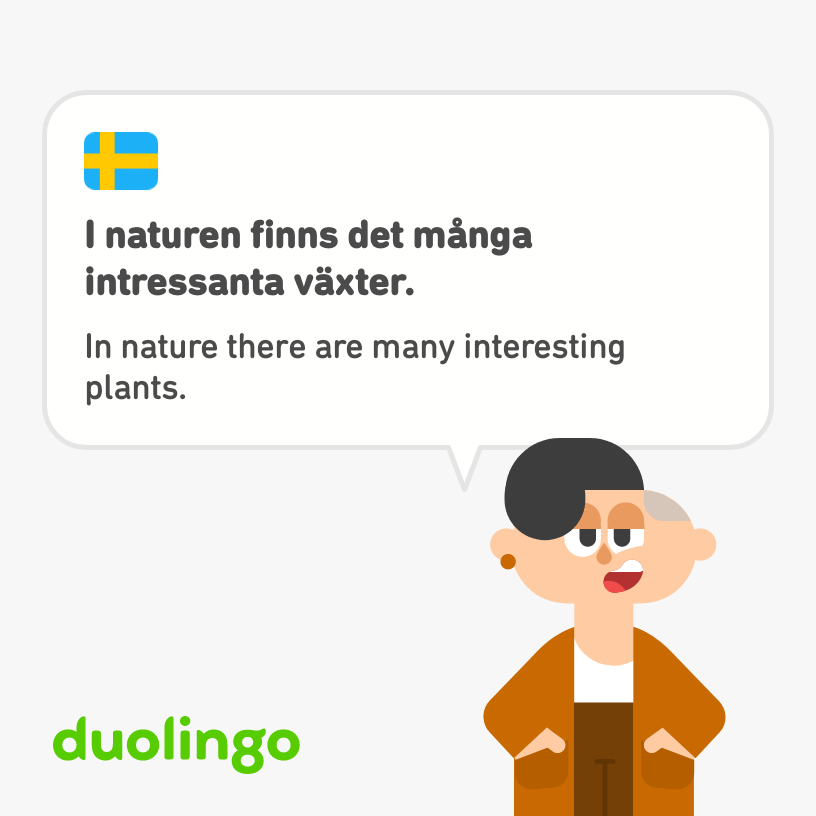 I naturen finns det många
intressanta växter.
In nature there are many interesting
plants.
duolingo